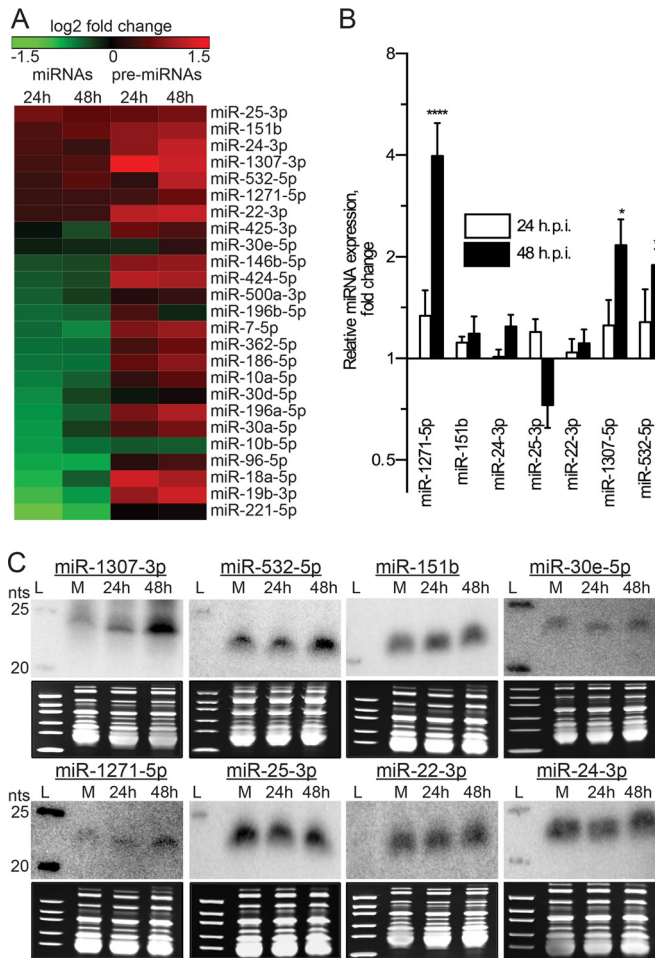 A
log2 fold change
-1.5 0 1.5
miRNAs pre-miRNAs
24h 48h 24h 48h
miR-25-3p
miR-151b
miR-24-3p
miR-1307-3p
miR-532-5p
miR-1271-5p
miR-22-3p
miR-425-3p
miR-30e-5p
miR-146b-5p
miR-424-5p
miR-500a-3p
miR-196b-5p
miR-7-5p
miR-362-5p
miR-186-5p
miR-10a-5p
miR-30d-5p
miR-196a-5p
miR-30a-5p
miR-10b-5p
miR-96-5p
miR-18a-5p
miR-19b-3p
miR-221-5p
B
Relative miRNA expression,
fold change
8
4
2
1
0.5
****
*
24 h.p.i.
48 h.p.i.
miR-1271-5p
miR-151b
miR-24-3p
miR-25-3p
miR-22-3p
miR-1307-5p
miR-532-5p
C
miR-1307-3p miR-532-5p miR-151b miR-30e-5p
nts L M 24h 48h L M 24h 48h L M 24h 48h L M 24h 48h
25
20
miR-1271-5p miR-25-3p miR-22-3p miR-24-3p
nts L M 24h 48h L M 24h 48h L M 24h 48h L M 24h 48h
25
20